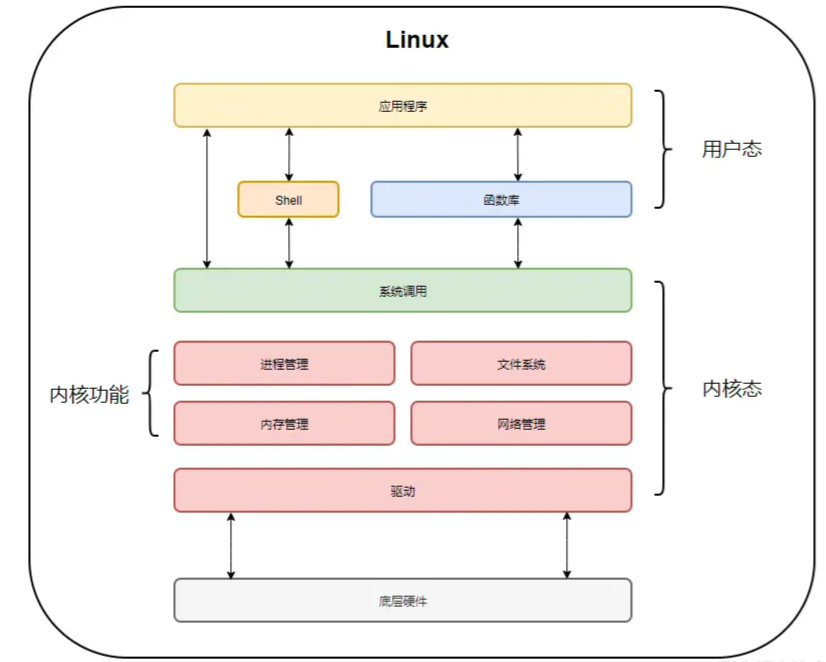 Linux
应用程序
用户态
Shell
函数库
系统调用
进程管理
文件系统
内核功能
内核态
内存管理
网络管理
驱动
底层硬件